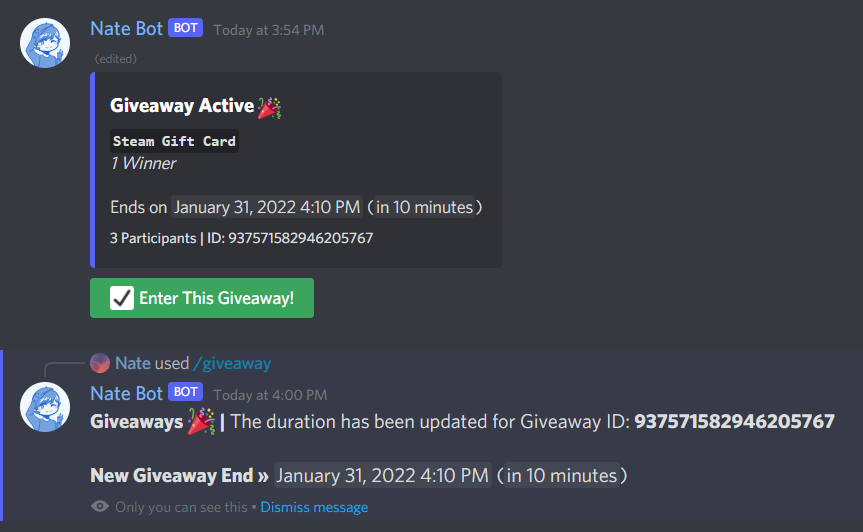 Nate Bot BOT Today at 3:54 PM
(edited)
Giveaway Active
Steam Gift Card
1 Winner
Ends on January 31, 2022 4:10 PM (in 10 minutes)
3 Participants | ID: 937571582946205767
Enter This Giveaway!
Nate used /giveaway
Nate Bot BOT Today at 4:00 PM
Giveaways | The duration has been updated for Giveaway ID: 937571582946205767
New Giveaway End » January 31, 2022 4:10 PM (in 10 minutes)
Only you can see this • Dismiss message